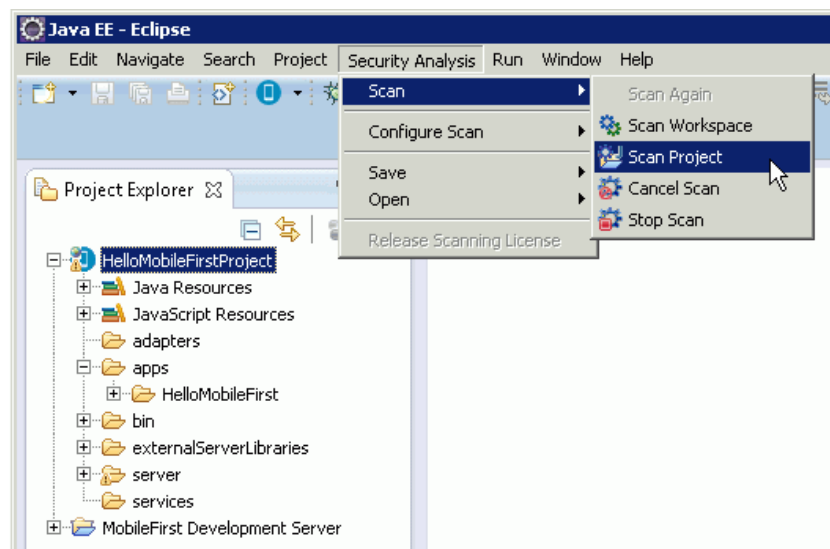 Java EE - Eclipse
File Edit Navigate Search Project Security Analysis Run Window Help
Scan
Configure Scan
Save
Open
Release Scanning License
Scan Again
Scan Workspace
Scan Project
Cancel Scan
Stop Scan
Project Explorer
HelloMobileFirstProject
Java Resources
JavaScript Resources
adapters
apps
HelloMobileFirst
bin
externalServerLibraries
server
services
MobileFirst Development Server